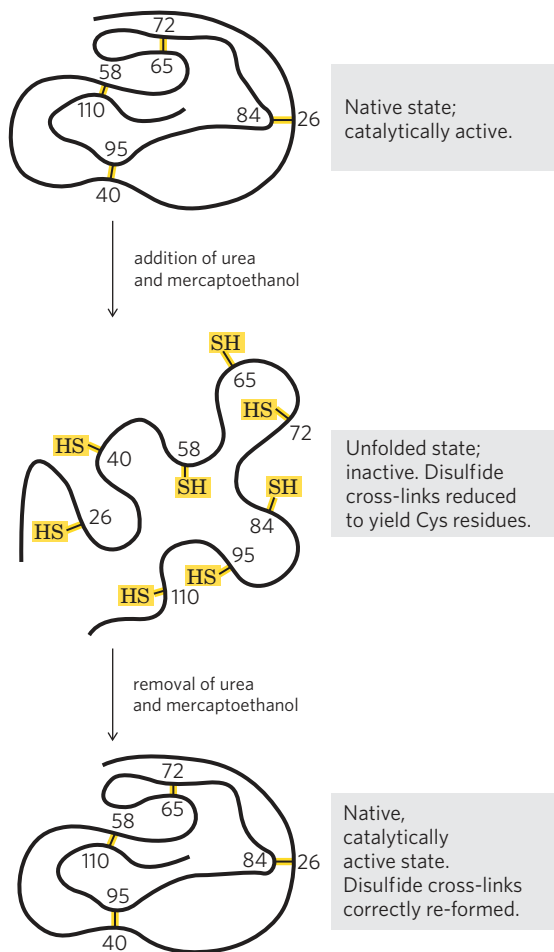 72
58
65
110
84
26
95
40
Native state;
catalytically active.
addition of urea
and mercaptoethanol
SH
65
HS
72
HS
40
58
SH
SH
84
HS
26
95
HS
HS
110
Unfolded state;
inactive. Disulfide
cross-links reduced
to yield Cys residues.
removal of urea
and mercaptoethanol
72
65
58
110
84
26
95
40
Native,
catalytically
active state.
Disulfide cross-links
correctly re-formed.